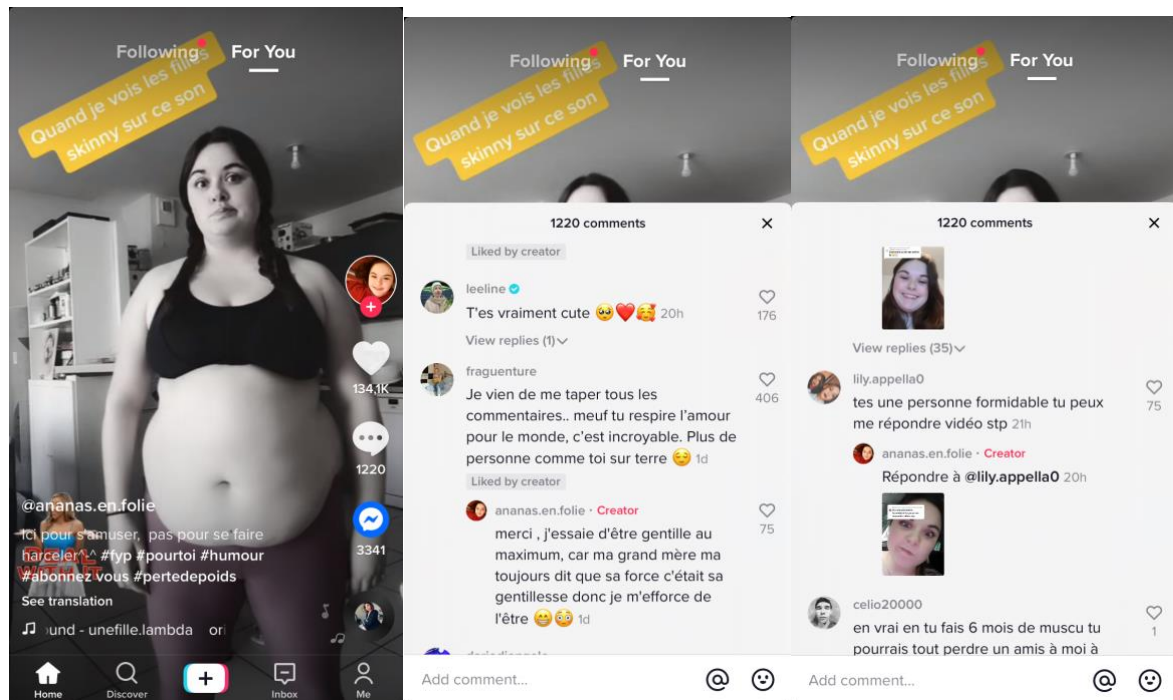 Following For You
Quand je vois les filles
skinny sur ce son
134,1K
1220
3341
@ananas.en.folie
Ici pour s'amuser, pas pour se faire
harceler^^ #fyp #pourtoi #humour
#abonnez vous #pertedepoids
DEAL
WITH IT
See translation
und - unefille.lambda ori
Home Discover Inbox Me
Following For You
Quand je vois les filles
skinny sur ce son
1220 comments
Liked by creator
leeline
T'es vraiment cute 🥺❤️🥰 20h
176
View replies (1)
fraguenture
Je vien de me taper tous les
commentaires.. meuf tu respire l'amour
pour le monde, c'est incroyable. Plus de
personne comme toi sur terre 😌 1d
406
Liked by creator
ananas.en.folie · Creator
merci , j'essaie d'être gentille au
maximum, car ma grand mère ma
toujours dit que sa force c'était sa
gentillesse donc je m'efforce de
l'être 😁😳 1d
75
Add comment...
Following For You
Quand je vois les filles
skinny sur ce son
1220 comments
View replies (35)
lily.appella0
tes une personne formidable tu peux
me répondre vidéo stp 21h
75
ananas.en.folie · Creator
Répondre à @lily.appella0 20h
celio20000
en vrai en tu fais 6 mois de muscu tu
pourrais tout perdre un amis à moi à
1
Add comment...